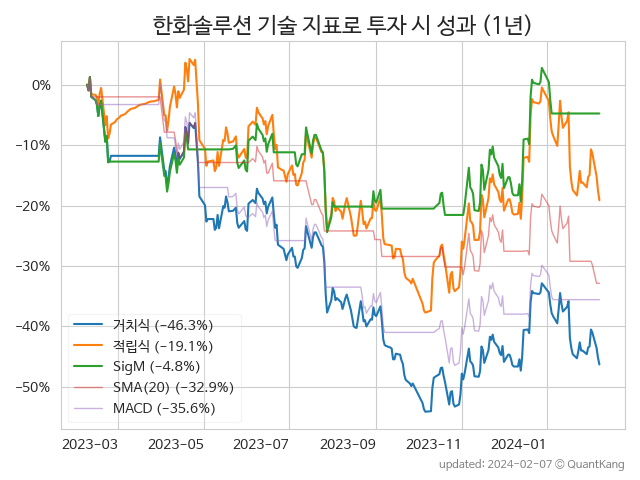 한화솔루션 기술 지표로 투자 시 성과 (1년)
0%
−10%
−20%
−30%
−40%
−50%
거치식 (−46.3%)
적립식 (−19.1%)
SigM (−4.8%)
SMA(20) (−32.9%)
MACD (−35.6%)
2023−03 2023−05 2023−07 2023−09 2023−11 2024−01
updated: 2024−02−07 © QuantKang